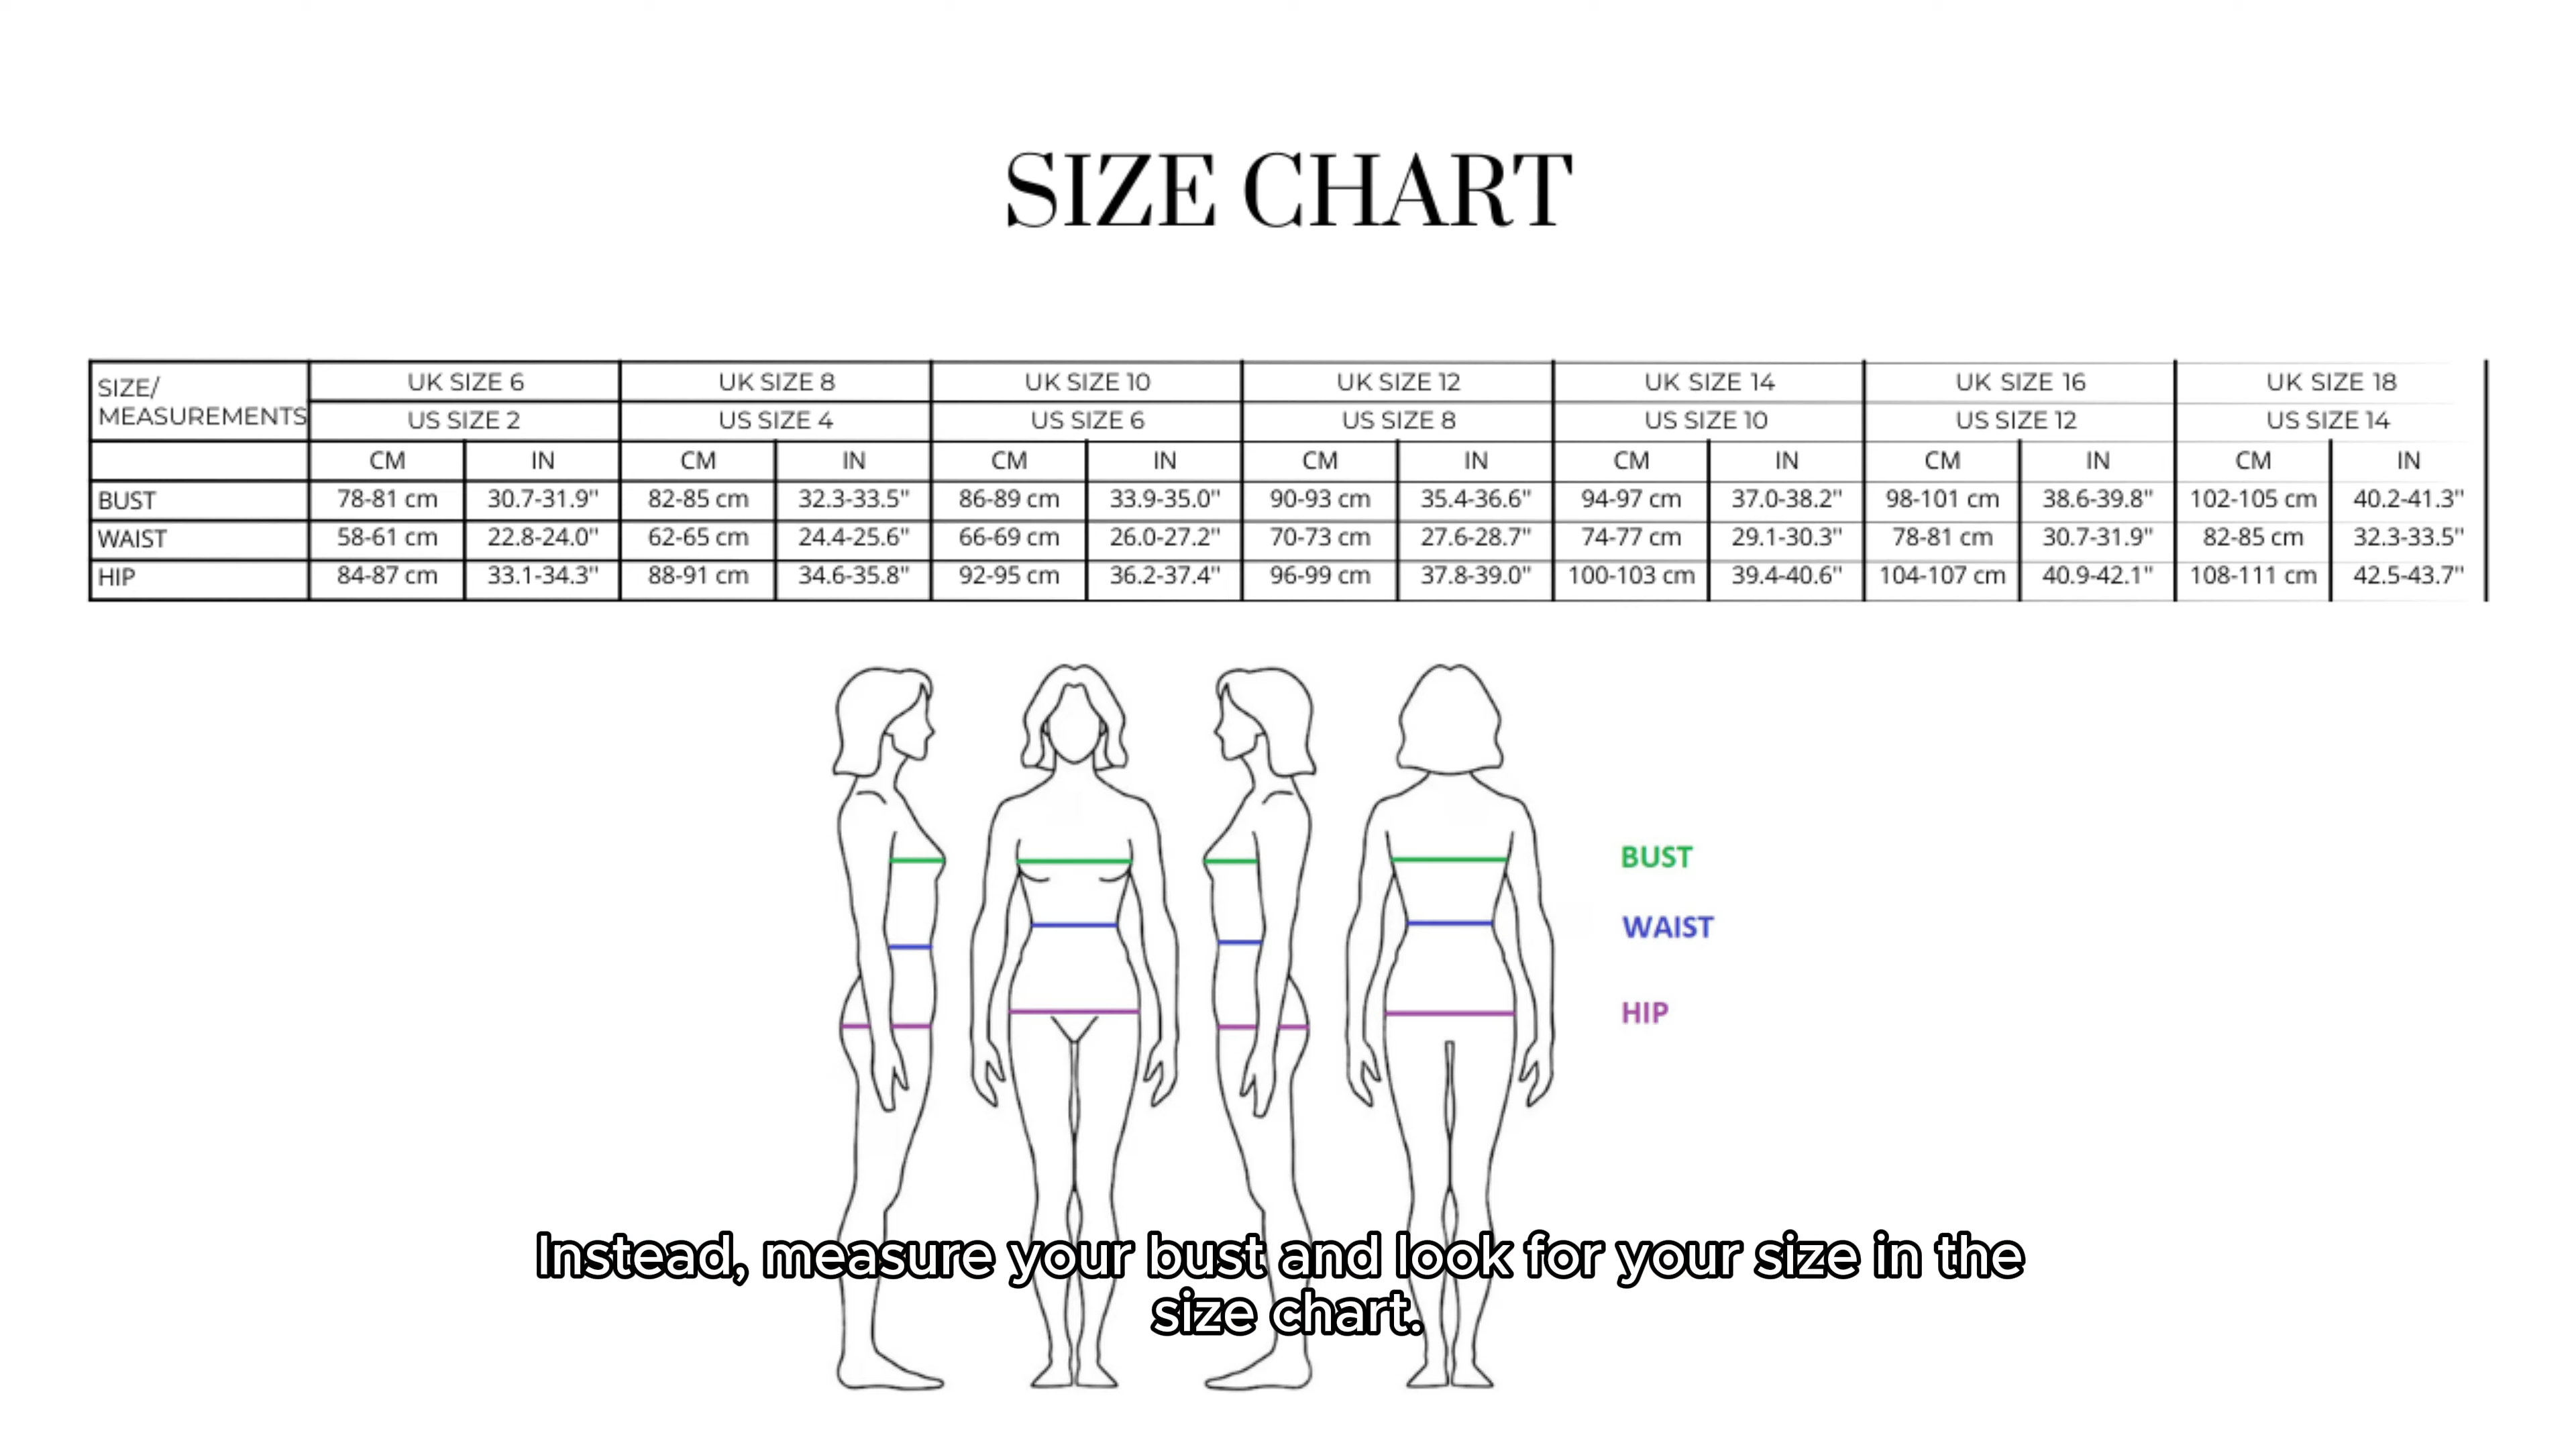 SIZE CHART
SIZE/ MEASUREMENTS UK SIZE 6 UK SIZE 8 UK SIZE 10 UK SIZE 12 UK SIZE 14 UK SIZE 16 UK SIZE 18
US SIZE 2 US SIZE 4 US SIZE 6 US SIZE 8 US SIZE 10 US SIZE 12 US SIZE 14
CM IN CM IN CM IN CM IN CM IN CM IN CM IN
BUST 78-81 cm 30.7-31.9" 82-85 cm 32.3-33.5" 86-89 cm 33.9-35.0" 90-93 cm 35.4-36.6" 94-97 cm 37.0-38.2" 98-101 cm 38.6-39.8" 102-105 cm 40.2-41.3"
WAIST 58-61 cm 22.8-24.0" 62-65 cm 24.4-25.6" 66-69 cm 26.0-27.2" 70-73 cm 27.6-28.7" 74-77 cm 29.1-30.3" 78-81 cm 30.7-31.9" 82-85 cm 32.3-33.5"
HIP 84-87 cm 33.1-34.3" 88-91 cm 34.6-35.8" 92-95 cm 36.2-37.4" 96-99 cm 37.8-39.0" 100-103 cm 39.4-40.6" 104-107 cm 40.9-42.1" 108-111 cm 42.5-43.7"
BUST
WAIST
HIP
Instead, measure your bust and look for your size in the
size chart.